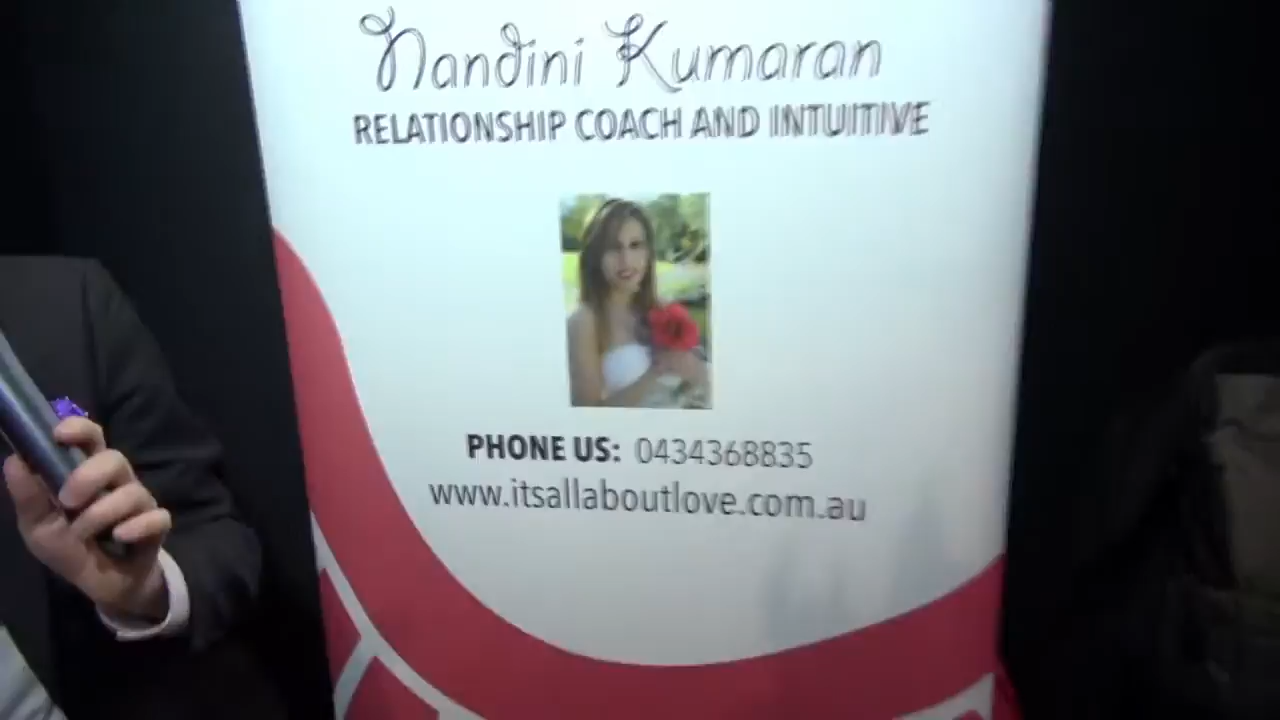 Nandini Kumaran
RELATIONSHIP COACH AND INTUITIVE
PHONE US: 0434368835
www.itsallaboutlove.com.au